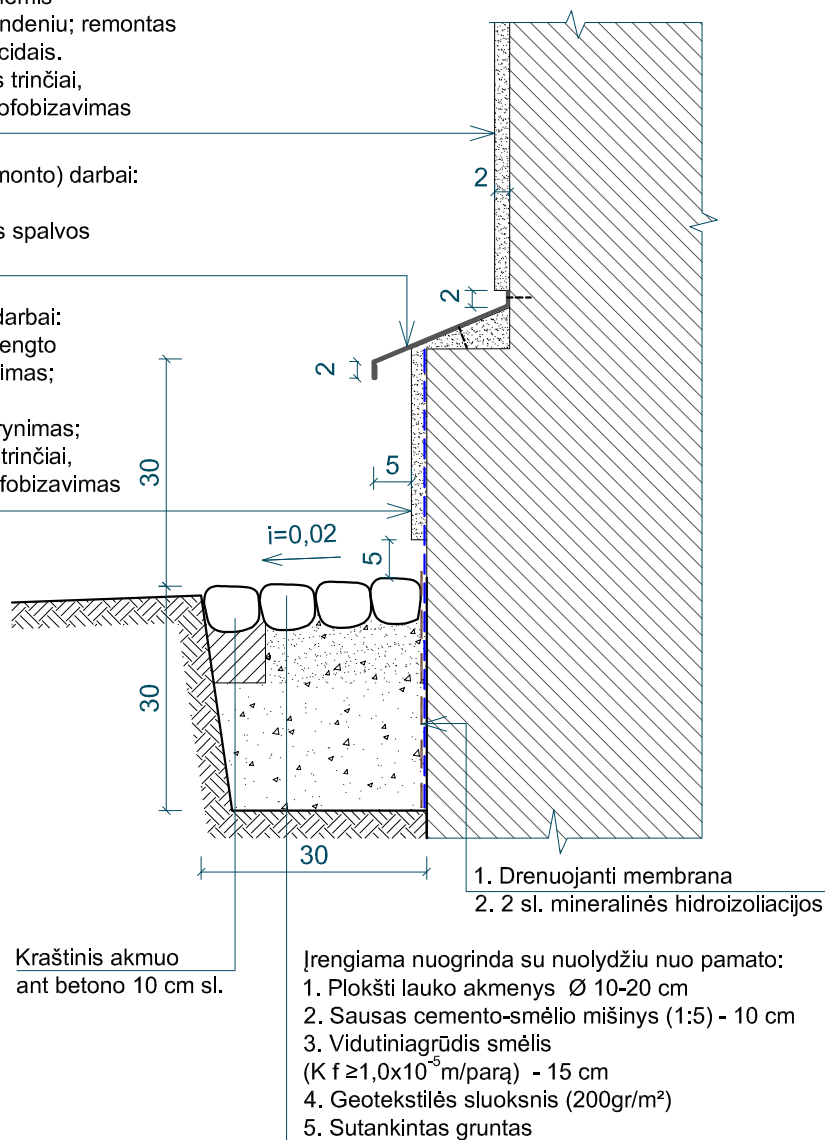 ndeniu; remontas
cidais.
s trinčiai,
ofobizavimas
monto) darbai:
s spalvos
darbai:
engto
imas;
rynimas;
trinčiai,
fobizavimas
2
2
2
5
30
i=0,02
5
30
30
1. Drenuojanti membrana
2. 2 sl. mineralinės hidroizoliacijos
Kraštinis akmuo
ant betono 10 cm sl.
Įrengiama nuogrinda su nuolydžiu nuo pamato:
1. Plokšti lauko akmenys Ø 10-20 cm
2. Sausas cemento-smėlio mišinys (1:5) - 10 cm
3. Vidutiniagrūdis smėlis
(K f ≥1,0x10⁻⁵m/parą) - 15 cm
4. Geotekstilės sluoksnis (200gr/m²)
5. Sutankintas gruntas